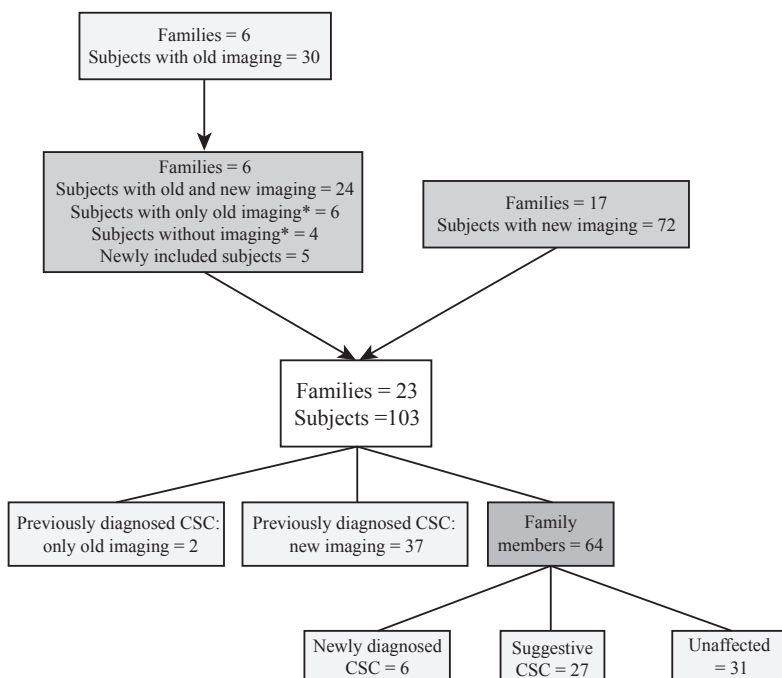 Families = 6
Subjects with old imaging = 30
Families = 6
Subjects with old and new imaging = 24
Subjects with only old imaging* = 6
Subjects without imaging* = 4
Newly included subjects = 5
Families = 17
Subjects with new imaging = 72
Families = 23
Subjects =103
Previously diagnosed CSC:
only old imaging = 2
Previously diagnosed CSC:
new imaging = 37
Family
members = 64
Newly diagnosed
CSC = 6
Suggestive
CSC = 27
Unaffected
= 31